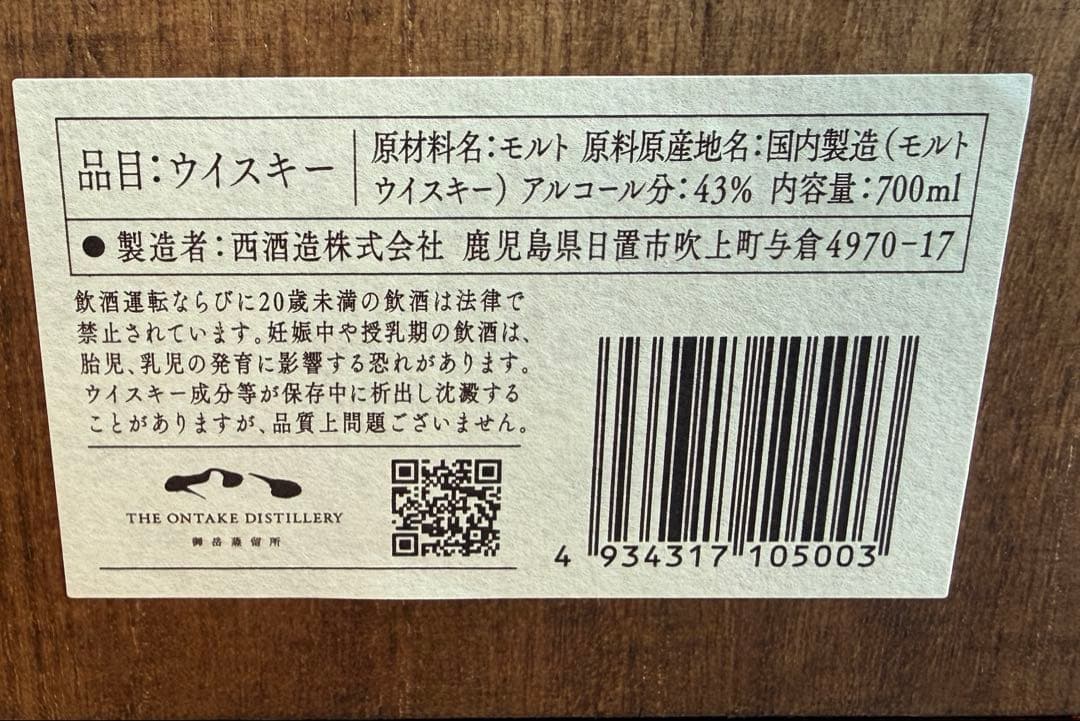 品目:ウイスキー
原材料名:モルト 原料原産地名:国内製造(モルト
ウイスキー) アルコール分:43% 内容量:700ml
●製造者:西酒造株式会社 鹿児島県日置市吹上町与倉4970-17
飲酒運転ならびに20歳未満の飲酒は法律で
禁止されています。妊娠中や授乳期の飲酒は、
胎児、乳児の発育に影響する恐れがあります。
ウイスキー成分等が保存中に析出し沈澱する
ことがありますが、品質上問題ございません。
THE ONTAKE DISTILLERY
御岳蒸留所
4 934317 105003